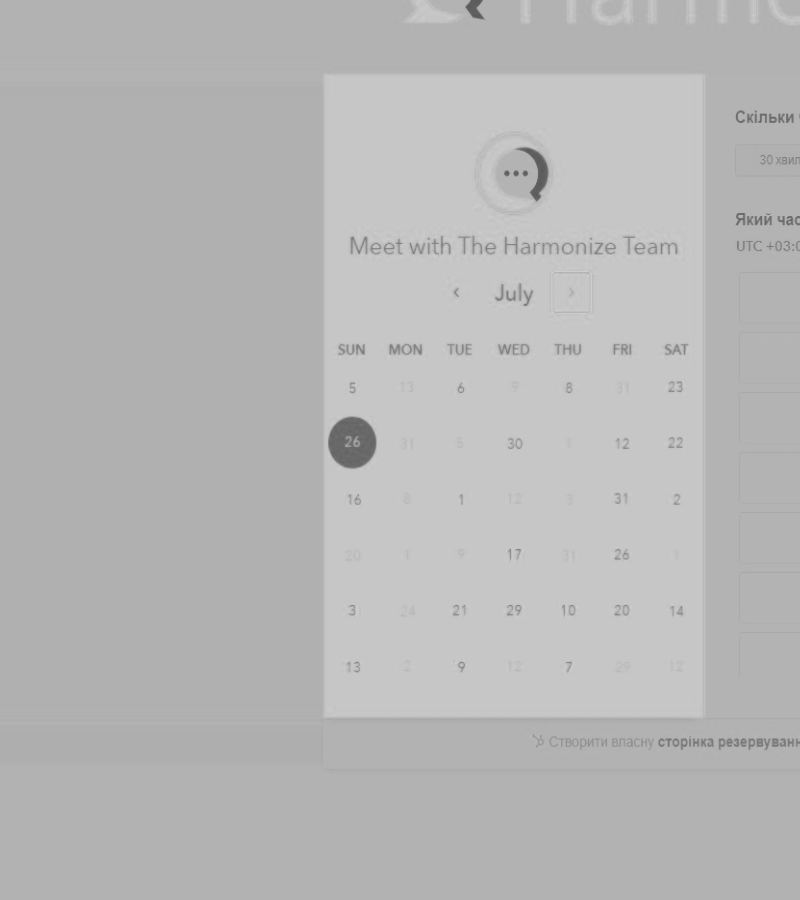 Harmo
Скільки
30 хвил
Який час
UTC +03:0
Meet with The Harmonize Team
‹ July ›
SUN MON TUE WED THU FRI SAT
5 13 6 9 8 31 23
26 31 5 30 1 12 22
16 8 1 12 3 31 2
20 1 9 17 31 26 1
3 24 21 29 10 20 14
13 2 9 12 7 29 12
Створити власну сторінка резервуванн